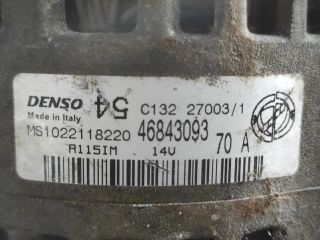 DENSO 54 C132 27003/1
Made in Italy
MS1022118220 46843093
70 A
A115IM 14V